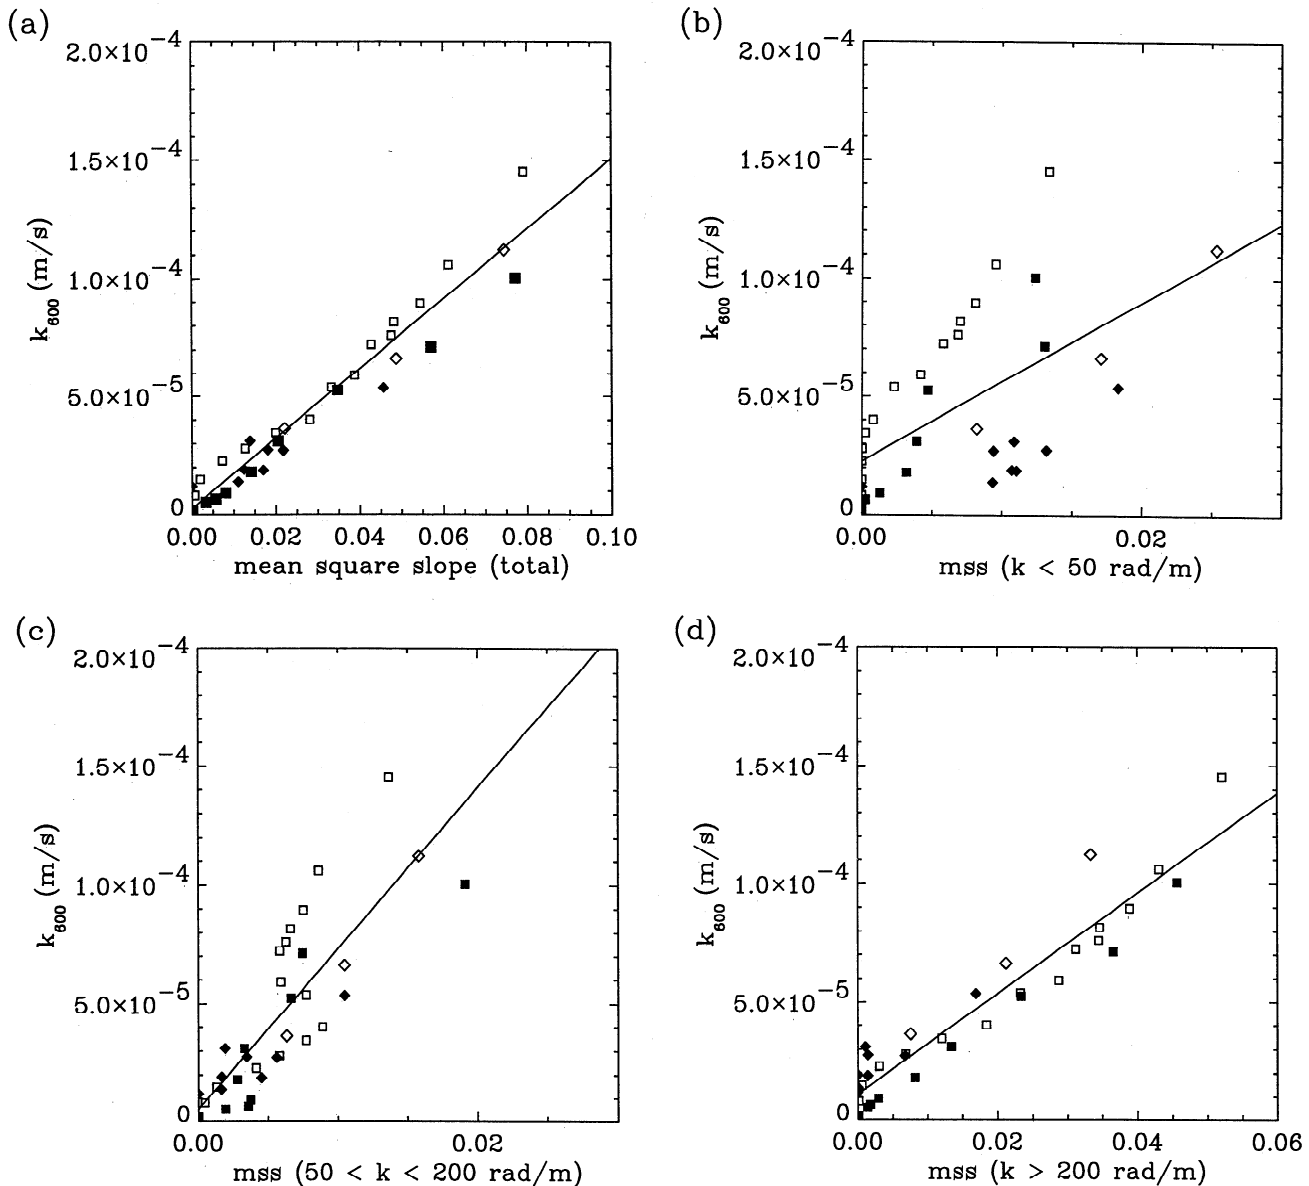 (a)
2.0×10⁻⁴
1.5×10⁻⁴
1.0×10⁻⁴
5.0×10⁻⁵
0
k₆₀₀ (m/s)
0.00 0.02 0.04 0.06 0.08 0.10
mean square slope (total)
(b)
2.0×10⁻⁴
1.5×10⁻⁴
1.0×10⁻⁴
5.0×10⁻⁵
0
k₆₀₀ (m/s)
0.00 0.02
mss (k < 50 rad/m)
(c)
2.0×10⁻⁴
1.5×10⁻⁴
1.0×10⁻⁴
5.0×10⁻⁵
0
k₆₀₀ (m/s)
0.00 0.02
mss (50 < k < 200 rad/m)
(d)
2.0×10⁻⁴
1.5×10⁻⁴
1.0×10⁻⁴
5.0×10⁻⁵
0
k₆₀₀ (m/s)
0.00 0.02 0.04 0.06
mss (k > 200 rad/m)